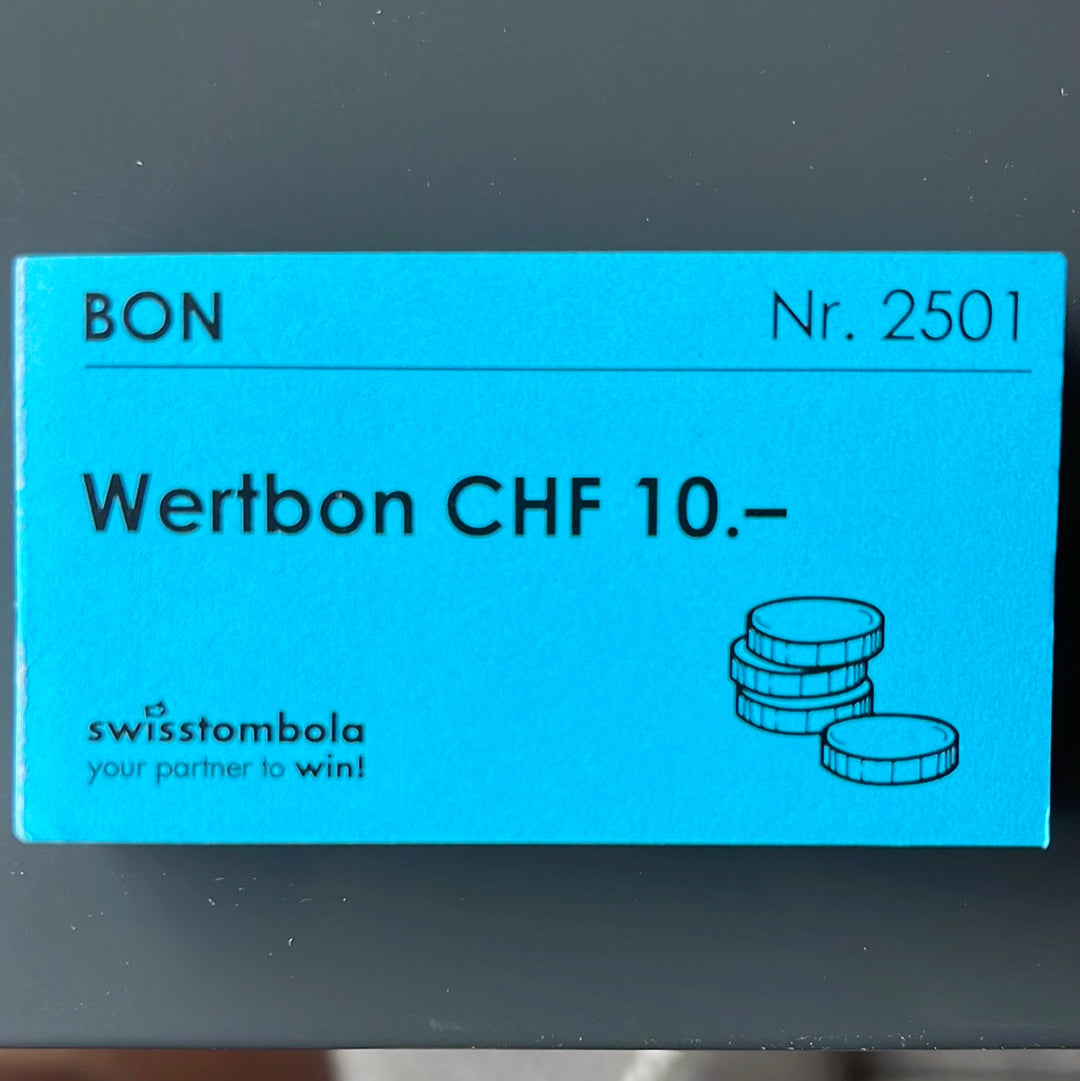 BON
Nr. 2501
Wertbon CHF 10.–
swisstombola
your partner to win!